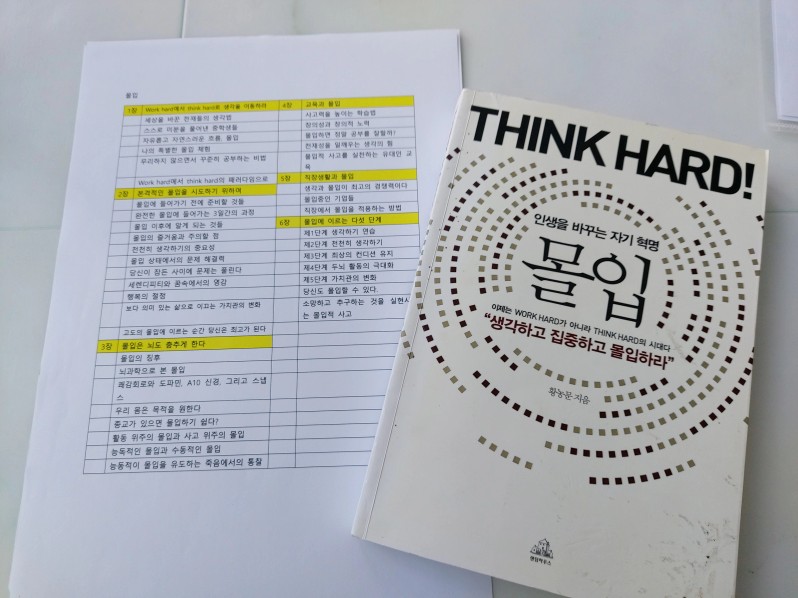 몰입
1장 Work hard에서 think hard로 생각을 이동하라
세상을 바꾼 천재들의 생각법
스스로 미분을 풀어낸 중학생들
자유롭고 자연스러운 흐름, 몰입
나의 특별한 몰입 체험
무리하지 않으면서 꾸준히 공부하는 비법
Work hard에서 think hard의 패러다임으로
2장 본격적인 몰입을 시도하기 위하여
몰입에 들어가기 전에 준비할 것들
완전한 몰입에 들어가는 3일간의 과정
몰입 이후에 알게 되는 것들
몰입의 즐거움과 주의할 점
천천히 생각하기의 중요성
몰입 상태에서의 문제 해결력
당신이 잠든 사이에 문제는 풀린다
세렌디피티와 꿈속에서의 영감
행복의 절정
보다 의미 있는 삶으로 이끄는 가치관의 변화
고도의 몰입에 이르는 순간 당신은 최고가 된다
3장 몰입은 뇌도 춤추게 한다
몰입의 징후
뇌과학으로 본 몰입
쾌감회로와 도파민, A10 신경, 그리고 스냅
스
우리 몸은 목적을 원한다
종교가 있으면 몰입하기 쉽다?
활동 위주의 몰입과 사고 위주의 몰입
능독적인 몰입과 수동적인 몰입
능동적이 몰입을 유도하는 죽음에서의 통찰
4장 교육과 몰입
사고력을 높이는 학습법
창의성과 창의적 노력
몰입하면 정말 공부를 잘할까?
천재성을 일깨우는 생각의 힘
몰입적 사고를 실천하는 유대인 교
육
5장 직장생활과 몰입
생각과 몰입이 최고의 경쟁력이다
몰입중인 기업들
직장에서 몰입을 적용하는 방법
6장 몰입에 이르는 다섯 단계
제1단계 생각하기 연습
제2단계 천천히 생각하기
제3단계 최상의 컨디션 유지
제4단계 두뇌 활동의 극대화
제5단계 가치관의 변화
당신도 몰입할 수 있다
소망하고 추구하는 것을 실현시
는 몰입적 사고
THINK HARD!
인생을 바꾸는 자기 혁명
몰입
이제는 WORK HARD가 아니라 THINK HARD의 시대다
"생각하고 집중하고 몰입하라"
황농문 지음
랜덤하우스